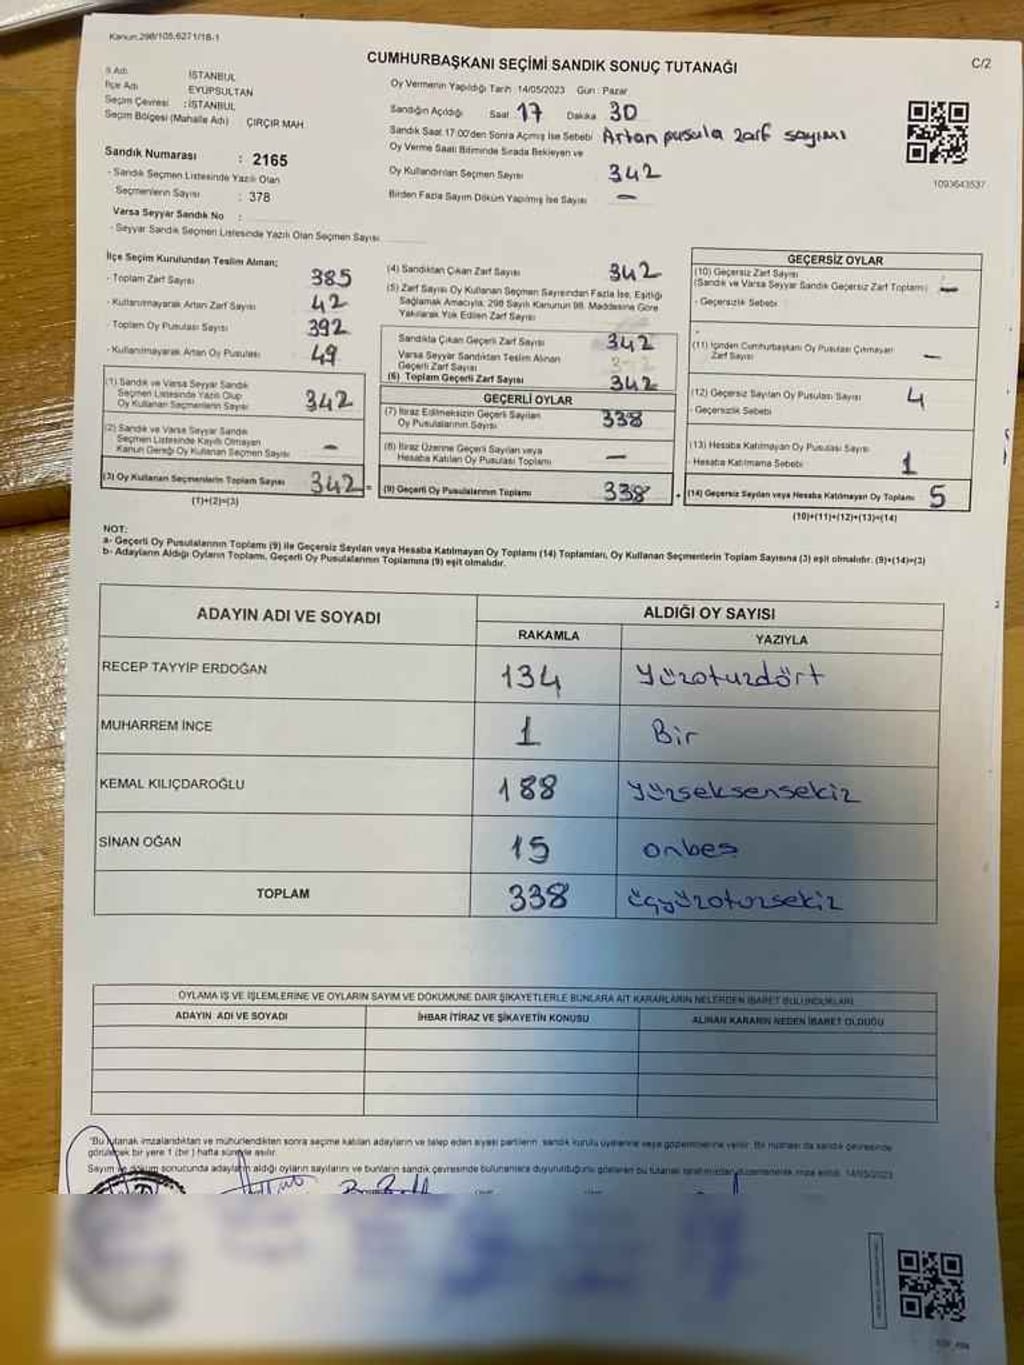 Kanun:298/105,6271/18-1
CUMHURBAŞKANI SEÇİMİ SANDIK SONUÇ TUTANAĞI
C/2
İl Adı İSTANBUL
İlçe Adı EYÜPSULTAN
Seçim Çevresi : İSTANBUL
Seçim Bölgesi (Mahalle Adı) ÇIRÇIR MAH
Sandık Numarası : 2165
- Sandık Seçmen Listesinde Yazılı Olan
Seçmenlerin Sayısı : 378
Varsa Seyyar Sandık No :
- Seyyar Sandık Seçmen Listesinde Yazılı Olan Seçmen Sayısı
Oy Vermenin Yapıldığı Tarih : 14/05/2023 Gün : Pazar
Sandığın Açıldığı Saat 17 Dakika 30
Sandık Saat 17:00'den Sonra Açmış İse Sebebi Artan pusula zarf sayımı
Oy Verme Saati Bitiminde Sırada Bekleyen ve
Oy Kullandırılan Seçmen Sayısı 342
Birden Fazla Sayım Döküm Yapılmış İse Sayısı —
1093643537
İlçe Seçim Kurulundan Teslim Alınan;
- Toplam Zarf Sayısı 385
- Kullanılmayarak Artan Zarf Sayısı 42
- Toplam Oy Pusulası Sayısı 392
- Kullanılmayarak Artan Oy Pusulası 49
(1) Sandık ve Varsa Seyyar Sandık
Seçmen Listesinde Yazılı Olup
Oy Kullanan Seçmenlerin Sayısı 342
(2) Sandık ve Varsa Seyyar Sandık
Seçmen Listesinde Kayıtlı Olmayan
Kanun Gereği Oy Kullanan Seçmen Sayısı —
(3) Oy Kullanan Seçmenlerin Toplam Sayısı 342 =
(1)+(2)=(3)
(4) Sandıktan Çıkan Zarf Sayısı 342
(5) Zarf Sayısı Oy Kullanan Seçmen Sayısından Fazla İse, Eşitliği
Sağlamak Amacıyla, 298 Sayılı Kanunun 98. Maddesine Göre
Yakılarak Yok Edilen Zarf Sayısı
Sandıkta Çıkan Geçerli Zarf Sayısı 342
Varsa Seyyar Sandıktan Teslim Alınan
Geçerli Zarf Sayısı
(6) Toplam Geçerli Zarf Sayısı 342
GEÇERLİ OYLAR
(7) İtiraz Edilmeksizin Geçerli Sayılan
Oy Pusulalarının Sayısı 338
(8) İtiraz Üzerine Geçerli Sayılan veya
Hesaba Katılan Oy Pusulası Toplamı —
(9) Geçerli Oy Pusulalarının Toplamı 338 +
GEÇERSİZ OYLAR
(10) Geçersiz Zarf Sayısı
(Sandık ve Varsa Seyyar Sandık Geçersiz Zarf Toplamı) —
- Geçersizlik Sebebi
(11) İçinden Cumhurbaşkanı Oy Pusulası Çıkmayan
Zarf Sayısı —
(12) Geçersiz Sayılan Oy Pusulası Sayısı 4
- Geçersizlik Sebebi
(13) Hesaba Katılmayan Oy Pusulası Sayısı
- Hesaba Katılmama Sebebi 1
(14) Geçersiz Sayılan veya Hesaba Katılmayan Oy Toplamı 5
(10)+(11)+(12)+(13)=(14)
NOT:
a- Geçerli Oy Pusulalarının Toplamı (9) ile Geçersiz Sayılan veya Hesaba Katılmayan Oy Toplamı (14) Toplamları, Oy Kullanan Seçmenlerin Toplam Sayısına (3) eşit olmalıdır. (9)+(14)=(3)
b- Adayların Aldığı Oyların Toplamı, Geçerli Oy Pusulalarının Toplamına (9) eşit olmalıdır.
ADAYIN ADI VE SOYADI ALDIĞI OY SAYISI
RAKAMLA YAZIYLA
RECEP TAYYİP ERDOĞAN 134 yüzotuzdört
MUHARREM İNCE 1 Bir
KEMAL KILIÇDAROĞLU 188 yüzseksensekiz
SİNAN OĞAN 15 onbeş
TOPLAM 338 üçyüzotuzsekiz
OYLAMA İŞ VE İŞLEMLERİNE VE OYLARIN SAYIM VE DÖKÜMÜNE DAİR ŞİKAYETLERLE BUNLARA AİT KARARLARIN NELERDEN İBARET BULUNDUKLARI
ADAYIN ADI VE SOYADI İHBAR İTİRAZ VE ŞİKAYETİN KONUSU ALINAN KARARIN NEDEN İBARET OLDUĞU
"Bu tutanak imzalandıktan ve mühürlendikten sonra seçime katılan adayların ve talep eden siyasi partilerin, sandık kurulu üyelerine veya gözlemcilerine verilir. Bir nüshası da sandık çevresinde
görülecek bir yere 1 (bir) hafta süreyle asılır.
Sayım ve döküm sonucunda adayların aldığı oyların sayılarını ve bunların sandık çevresinde bulunanlara duyurulduğunu gösteren bu tutanak tarafımızdan düzenlenerek imza edildi. 14/05/2023